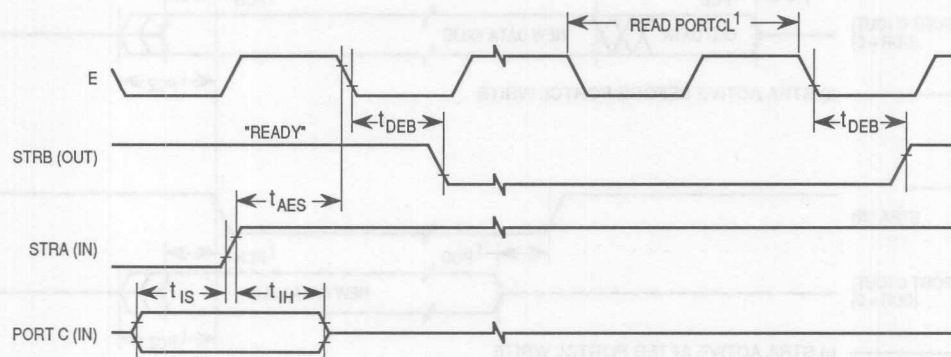 READ PORTCL1
E
tDEB
tDEB
"READY"
STRB (OUT)
tAES
STRA (IN)
tIS
tIH
PORT C (IN)